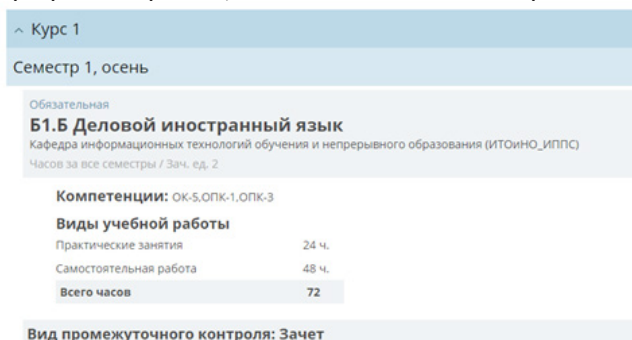 Курс 1
Семестр 1, осень
Обязательная
Б1.Б Деловой иностранный язык
Кафедра информационных технологий обучения и непрерывного образования (ИТОиНО_ИППС)
Часов за все семестры / Зач. ед. 2
Компетенции: ОК-5,ОПК-1,ОПК-3
Виды учебной работы
Практические занятия 24 ч.
Самостоятельная работа 48 ч.
Всего часов 72
Вид промежуточного контроля: Зачет